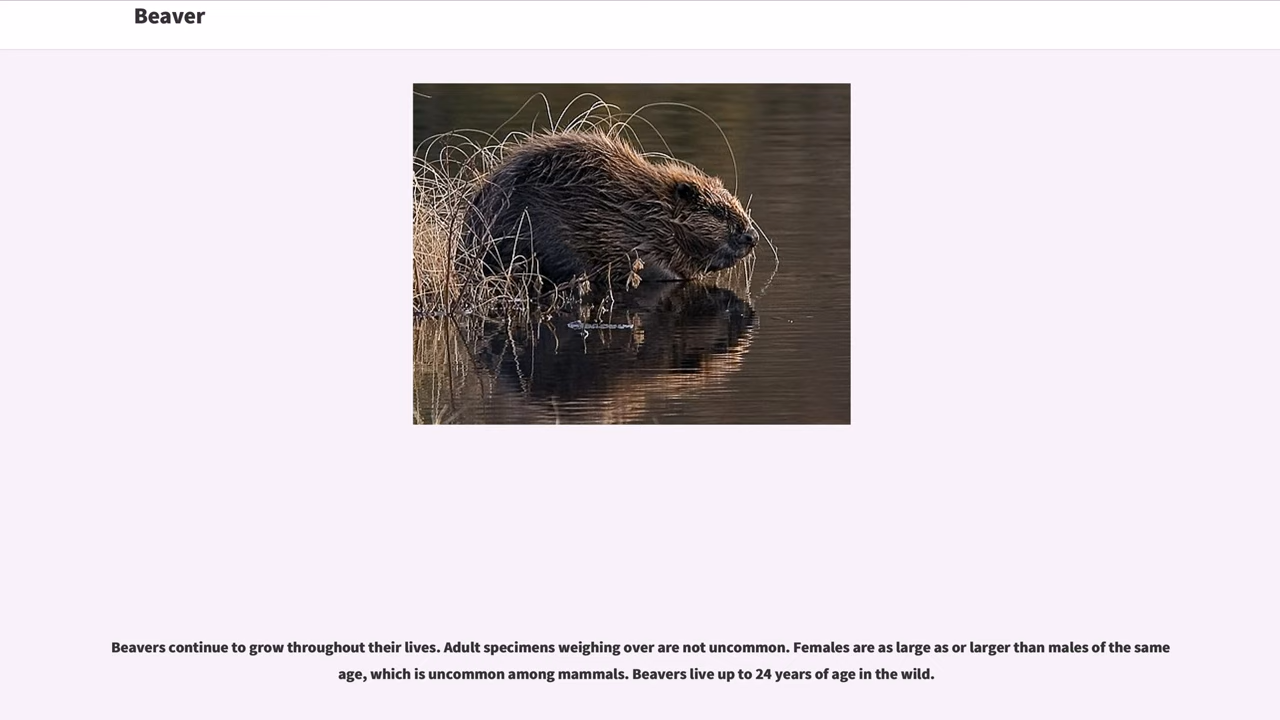 Beaver
Beavers continue to grow throughout their lives. Adult specimens weighing over are not uncommon. Females are as large as or larger than males of the same
age, which is uncommon among mammals. Beavers live up to 24 years of age in the wild.